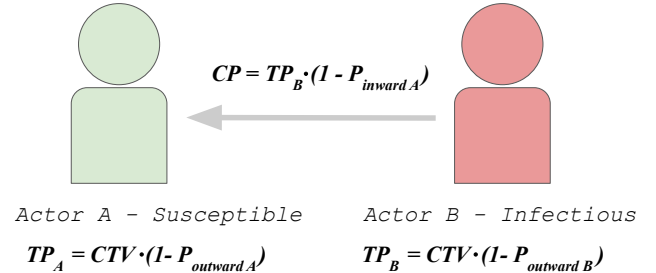 CP = TP_B·(1 - P_inward A)
Actor A - Susceptible
Actor B - Infectious
TP_A = CTV·(1- P_outward A)
TP_B = CTV·(1- P_outward B)